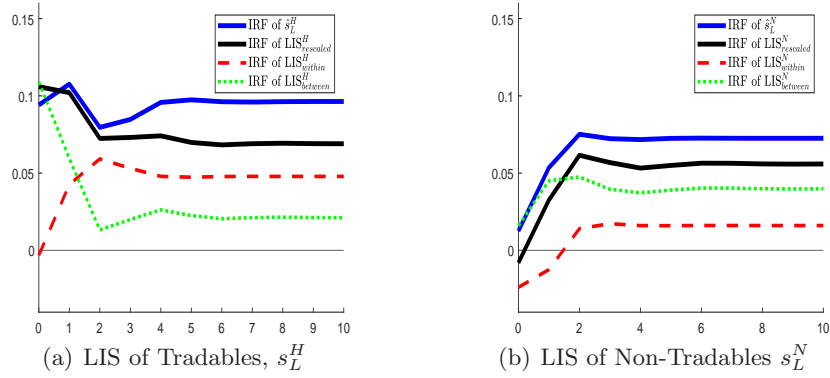 0.15
0.1
0.05
0
IRF of ŝ_L^H
IRF of LIS^H_rescaled
IRF of LIS^H_within
IRF of LIS^H_between
0 1 2 3 4 5 6 7 8 9 10
(a) LIS of Tradables, s_L^H
0.15
0.1
0.05
0
IRF of ŝ_L^N
IRF of LIS^N_rescaled
IRF of LIS^N_within
IRF of LIS^N_between
0 2 4 6 8 10
(b) LIS of Non-Tradables s_L^N